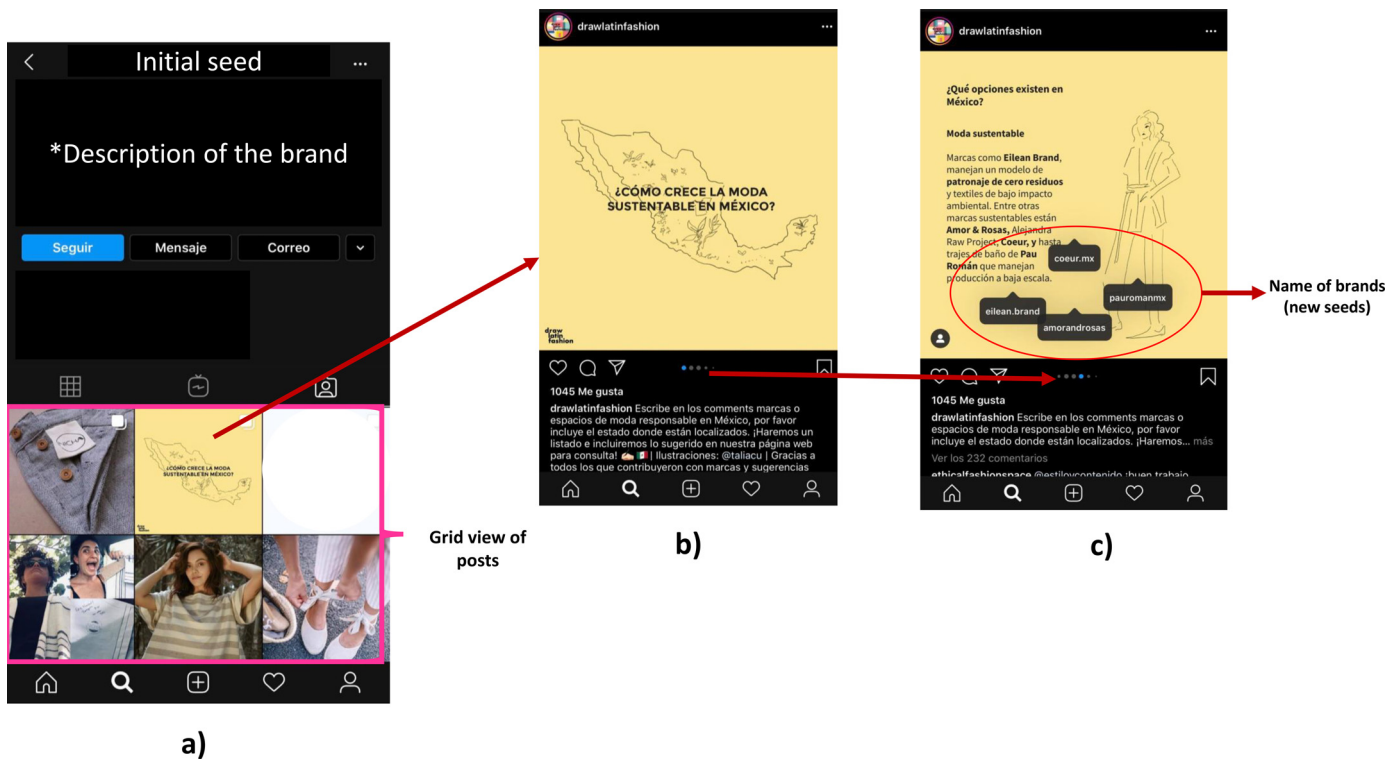 Initial seed
*Description of the brand
Seguir
Mensaje
Correo
¿CÓMO CRECE LA MODA
SUSTENTABLE EN MÉXICO?
draw
latin
fashion
Grid view of
posts
a)
drawlatinfashion
¿CÓMO CRECE LA MODA
SUSTENTABLE EN MÉXICO?
draw
latin
fashion
1045 Me gusta
drawlatinfashion Escribe en los comments marcas o
espacios de moda responsable en México, por favor
incluye el estado donde están localizados. ¡Haremos un
listado e incluiremos lo sugerido en nuestra página web
para consulta! ✍🏻 🇲🇽 | Ilustraciones: @taliacu | Gracias a
todos los que contribuyeron con marcas y sugerencias
b)
drawlatinfashion
¿Qué opciones existen en
México?
Moda sustentable
Marcas como Eilean Brand,
manejan un modelo de
patronaje de cero residuos
y textiles de bajo impacto
ambiental. Entre otras
marcas sustentables están
Amor & Rosas, Alejandra
Raw Project, Coeur, y hasta
trajes de baño de Pau
Román que manejan
producción a baja escala.
coeur.mx
pauromanmx
eilean.brand
amorandrosas
1045 Me gusta
drawlatinfashion Escribe en los comments marcas o
espacios de moda responsable en México, por favor
incluye el estado donde están localizados. ¡Haremos... más
Ver los 232 comentarios
ethicalfashionspace @estiloycontenido ¡buen trabajo
c)
Name of brands
(new seeds)